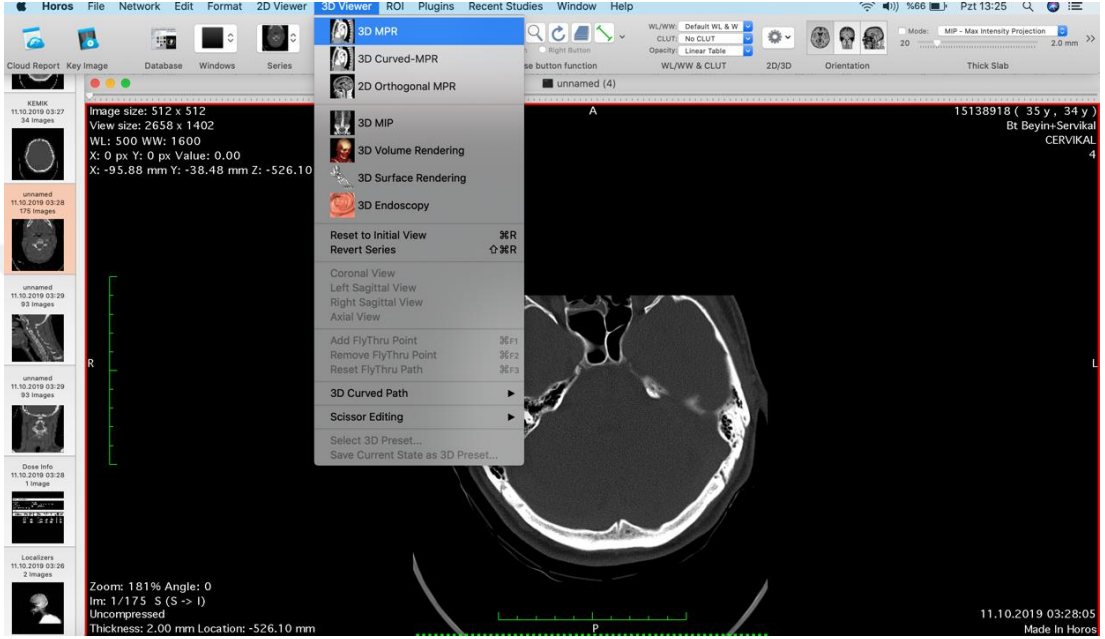 Horos File Network Edit Format 2D Viewer 3D Viewer ROI Plugins Recent Studies Window Help %66 Pzt 13:25
WL/WW: Default WL & W
CLUT: No CLUT
Opacity: Linear Table
Mode: MIP - Max Intensity Projection
20 2.0 mm
Right Button
Cloud Report Key Image Database Windows Series se button function WL/WW & CLUT 2D/3D Orientation Thick Slab
unnamed (4)
3D MPR
3D Curved-MPR
2D Orthogonal MPR
3D MIP
3D Volume Rendering
3D Surface Rendering
3D Endoscopy
Reset to Initial View ⌘R
Revert Series ⇧⌘R
Coronal View
Left Sagittal View
Right Sagittal View
Axial View
Add FlyThru Point ⌘F1
Remove FlyThru Point ⌘F2
Reset FlyThru Path ⌘F3
3D Curved Path
Scissor Editing
Select 3D Preset...
Save Current State as 3D Preset...
KEMIK
11.10.2019 03:27
34 Images
unnamed
11.10.2019 03:28
175 Images
unnamed
11.10.2019 03:29
93 Images
unnamed
11.10.2019 03:29
93 Images
Dose Info
11.10.2019 03:28
1 Image
Localizers
11.10.2019 03:26
2 Images
Image size: 512 x 512
View size: 2658 x 1402
WL: 500 WW: 1600
X: 0 px Y: 0 px Value: 0.00
X: -95.88 mm Y: -38.48 mm Z: -526.10
A
15138918 ( 35 y , 34 y )
Bt Beyin+Servikal
CERVIKAL
4
R
L
Zoom: 181% Angle: 0
Im: 1/175 S (S -> I)
Uncompressed
Thickness: 2.00 mm Location: -526.10 mm
P
11.10.2019 03:28:05
Made In Horos